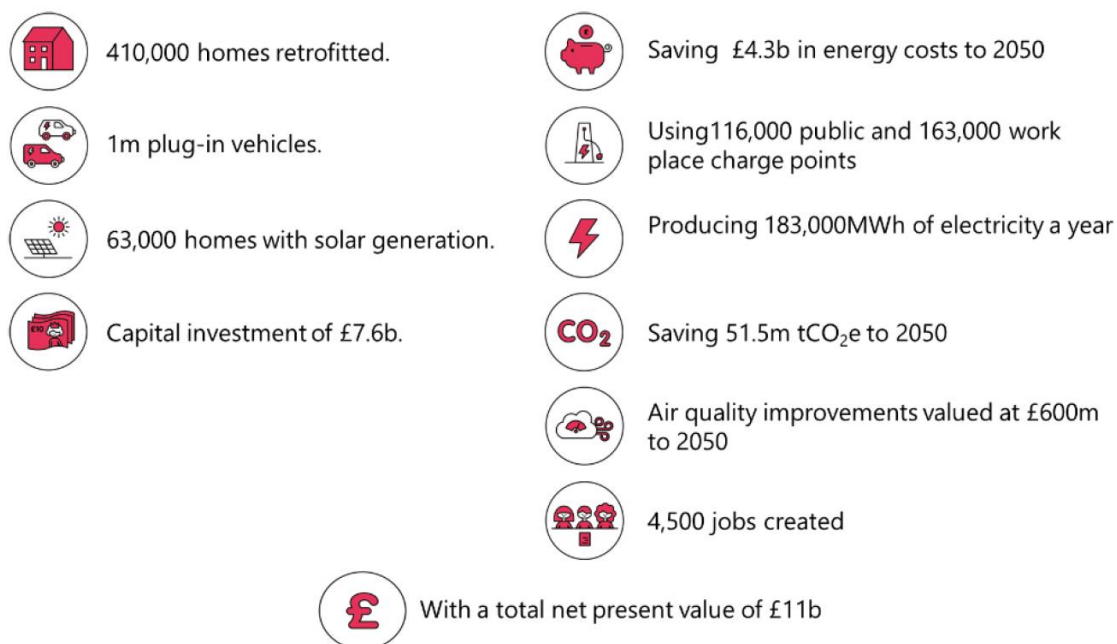 410,000 homes retrofitted.
Saving £4.3b in energy costs to 2050
1m plug-in vehicles.
Using116,000 public and 163,000 work
place charge points
63,000 homes with solar generation.
Producing 183,000MWh of electricity a year
£10
Capital investment of £7.6b.
CO₂
Saving 51.5m tCO₂e to 2050
Air quality improvements valued at £600m
to 2050
4,500 jobs created
£
With a total net present value of £11b